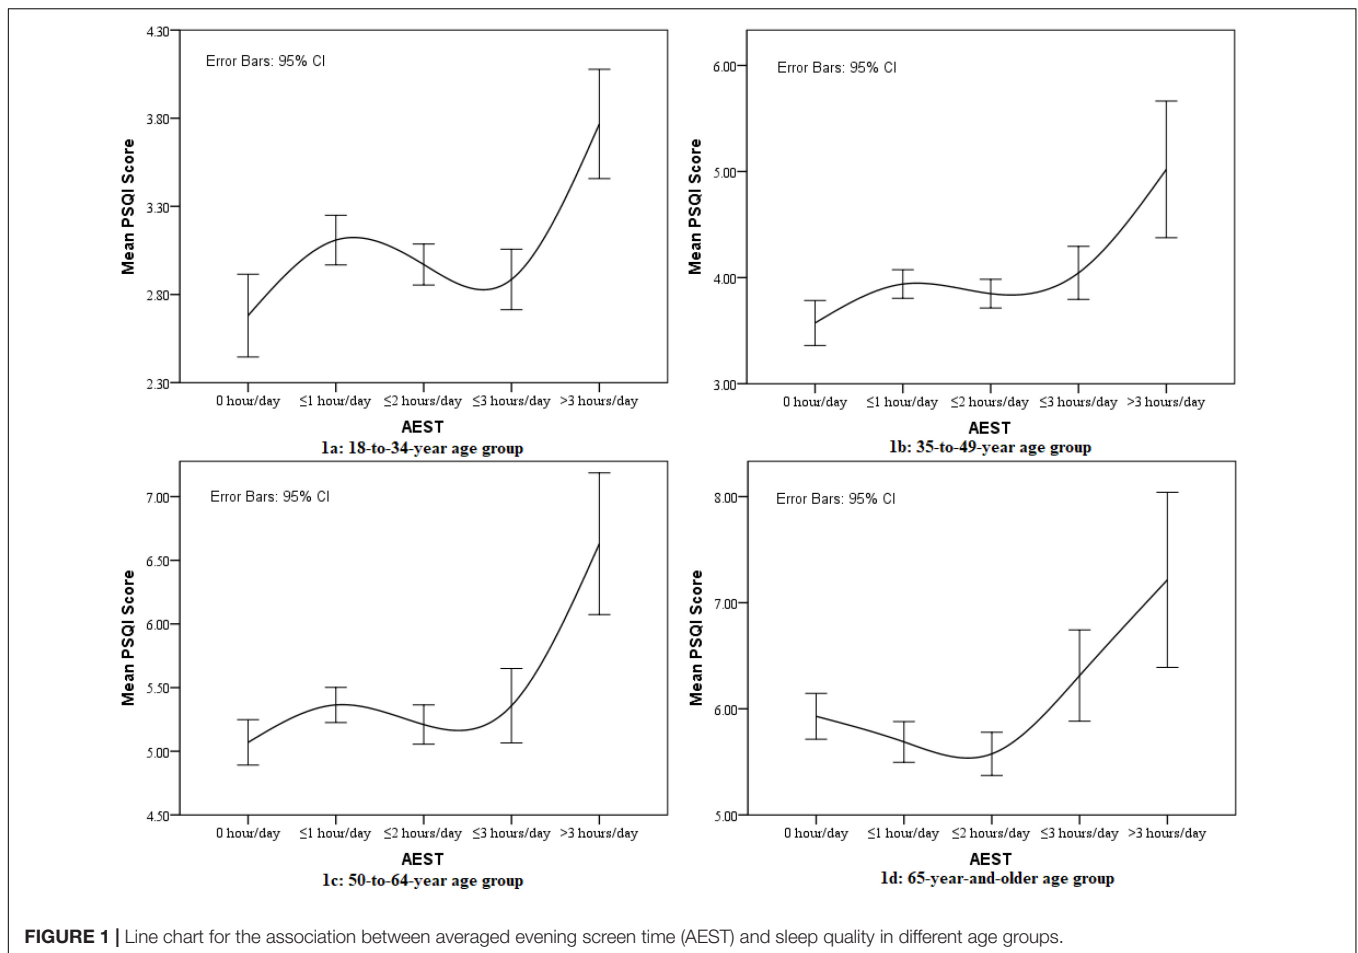 Error Bars: 95% CI
Mean PSQI Score
4.30
3.80
3.30
2.80
2.30
0 hour/day ≤1 hour/day ≤2 hours/day ≤3 hours/day >3 hours/day
AEST
1a: 18-to-34-year age group
Error Bars: 95% CI
Mean PSQI Score
6.00
5.00
4.00
3.00
0 hour/day ≤1 hour/day ≤2 hours/day ≤3 hours/day >3 hours/day
AEST
1b: 35-to-49-year age group
Error Bars: 95% CI
Mean PSQI Score
7.00
6.50
6.00
5.50
5.00
4.50
0 hour/day ≤1 hour/day ≤2 hours/day ≤3 hours/day >3 hours/day
AEST
1c: 50-to-64-year age group
Error Bars: 95% CI
Mean PSQI Score
8.00
7.00
6.00
5.00
0 hour/day ≤1 hour/day ≤2 hours/day ≤3 hours/day >3 hours/day
AEST
1d: 65-year-and-older age group
FIGURE 1 | Line chart for the association between averaged evening screen time (AEST) and sleep quality in different age groups.